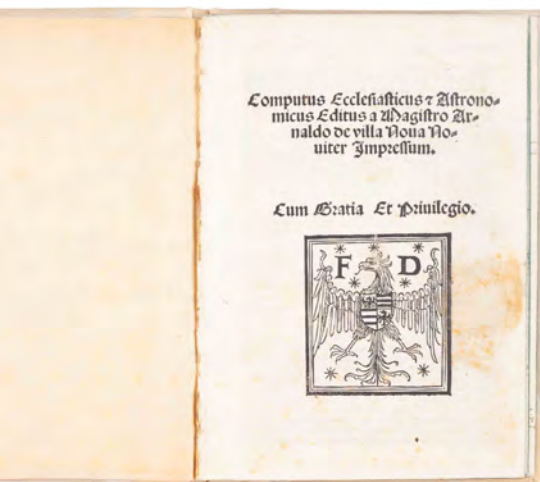 Computus Ecclesiasticus ⁊ Astrono-
micus Editus a Magistro Ar-
naldo de villa Noua No-
uiter Impressum.
Cum Gratia Et Priuilegio.
F D